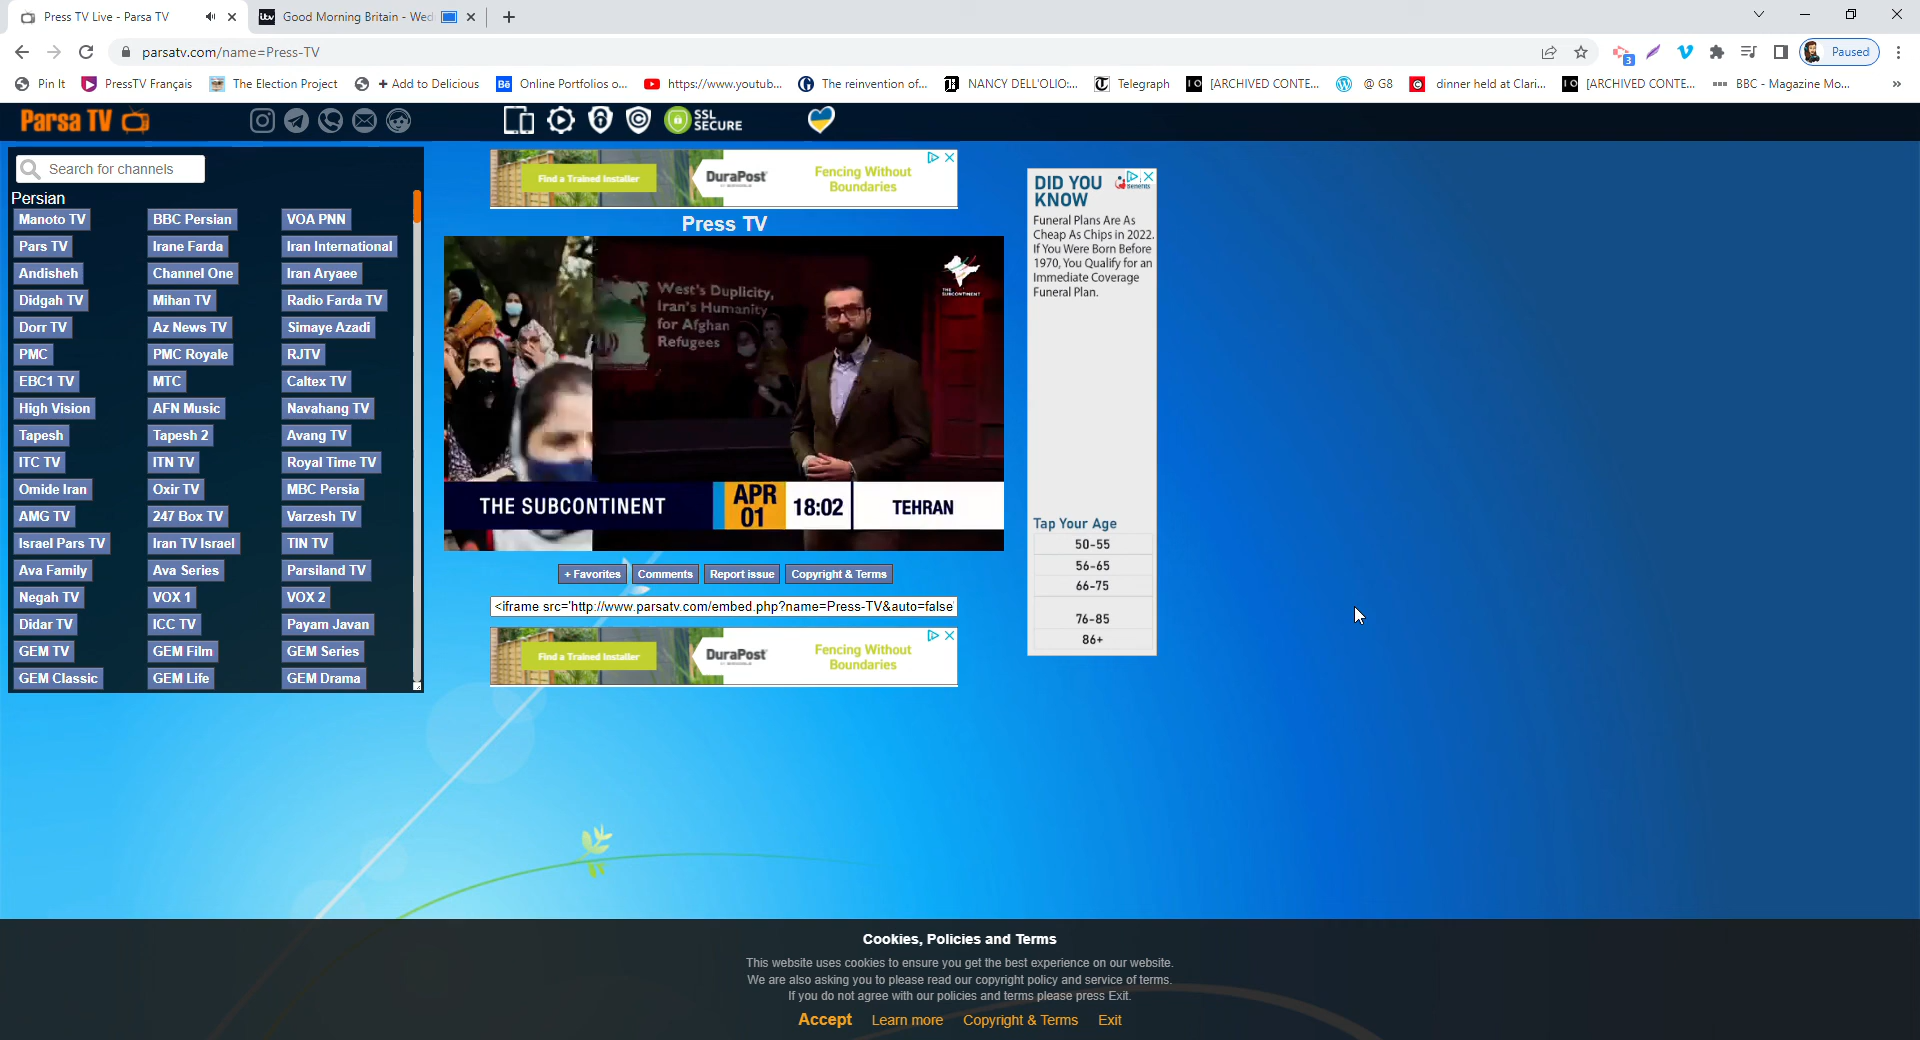 Press TV Live - Parsa TV
Good Morning Britain - Wed
parsatv.com/name=Press-TV
3
Paused
Pin It
PressTV Français
The Election Project
+ Add to Delicious
Bē
Online Portfolios o...
https://www.youtub...
The reinvention of...
NANCY DELL'OLIO:...
Telegraph
[ARCHIVED CONTE...
@ G8
dinner held at Clari...
[ARCHIVED CONTE...
BBC - Magazine Mo...
»
Parsa TV
SSL
SECURE
Search for channels
Persian
Manoto TV
BBC Persian
VOA PNN
Pars TV
Irane Farda
Iran International
Andisheh
Channel One
Iran Aryaee
Didgah TV
Mihan TV
Radio Farda TV
Dorr TV
Az News TV
Simaye Azadi
PMC
PMC Royale
RJTV
EBC1 TV
MTC
Caltex TV
High Vision
AFN Music
Navahang TV
Tapesh
Tapesh 2
Avang TV
ITC TV
ITN TV
Royal Time TV
Omide Iran
Oxir TV
MBC Persia
AMG TV
247 Box TV
Varzesh TV
Israel Pars TV
Iran TV Israel
TIN TV
Ava Family
Ava Series
Parsiland TV
Negah TV
VOX 1
VOX 2
Didar TV
ICC TV
Payam Javan
GEM TV
GEM Film
GEM Series
GEM Classic
GEM Life
GEM Drama
Find a Trained Installer
DuraPost
Fencing Without
Boundaries
Press TV
West's Duplicity,
Iran's Humanity
for Afghan
Refugees
THE
SUBCONTINENT
THE SUBCONTINENT
APR
01
18:02
TEHRAN
+ Favorites
Comments
Report issue
Copyright & Terms
<iframe src='http://www.parsatv.com/embed.php?name=Press-TV&auto=false'
Find a Trained Installer
DuraPost
Fencing Without
Boundaries
DID YOU
KNOW
Benefits
Funeral Plans Are As
Cheap As Chips in 2022.
If You Were Born Before
1970, You Qualify for an
Immediate Coverage
Funeral Plan.
Tap Your Age
50-55
56-65
66-75
76-85
86+
Cookies, Policies and Terms
This website uses cookies to ensure you get the best experience on our website.
We are also asking you to please read our copyright policy and service of terms.
If you do not agree with our policies and terms please press Exit.
Accept
Learn more
Copyright & Terms
Exit